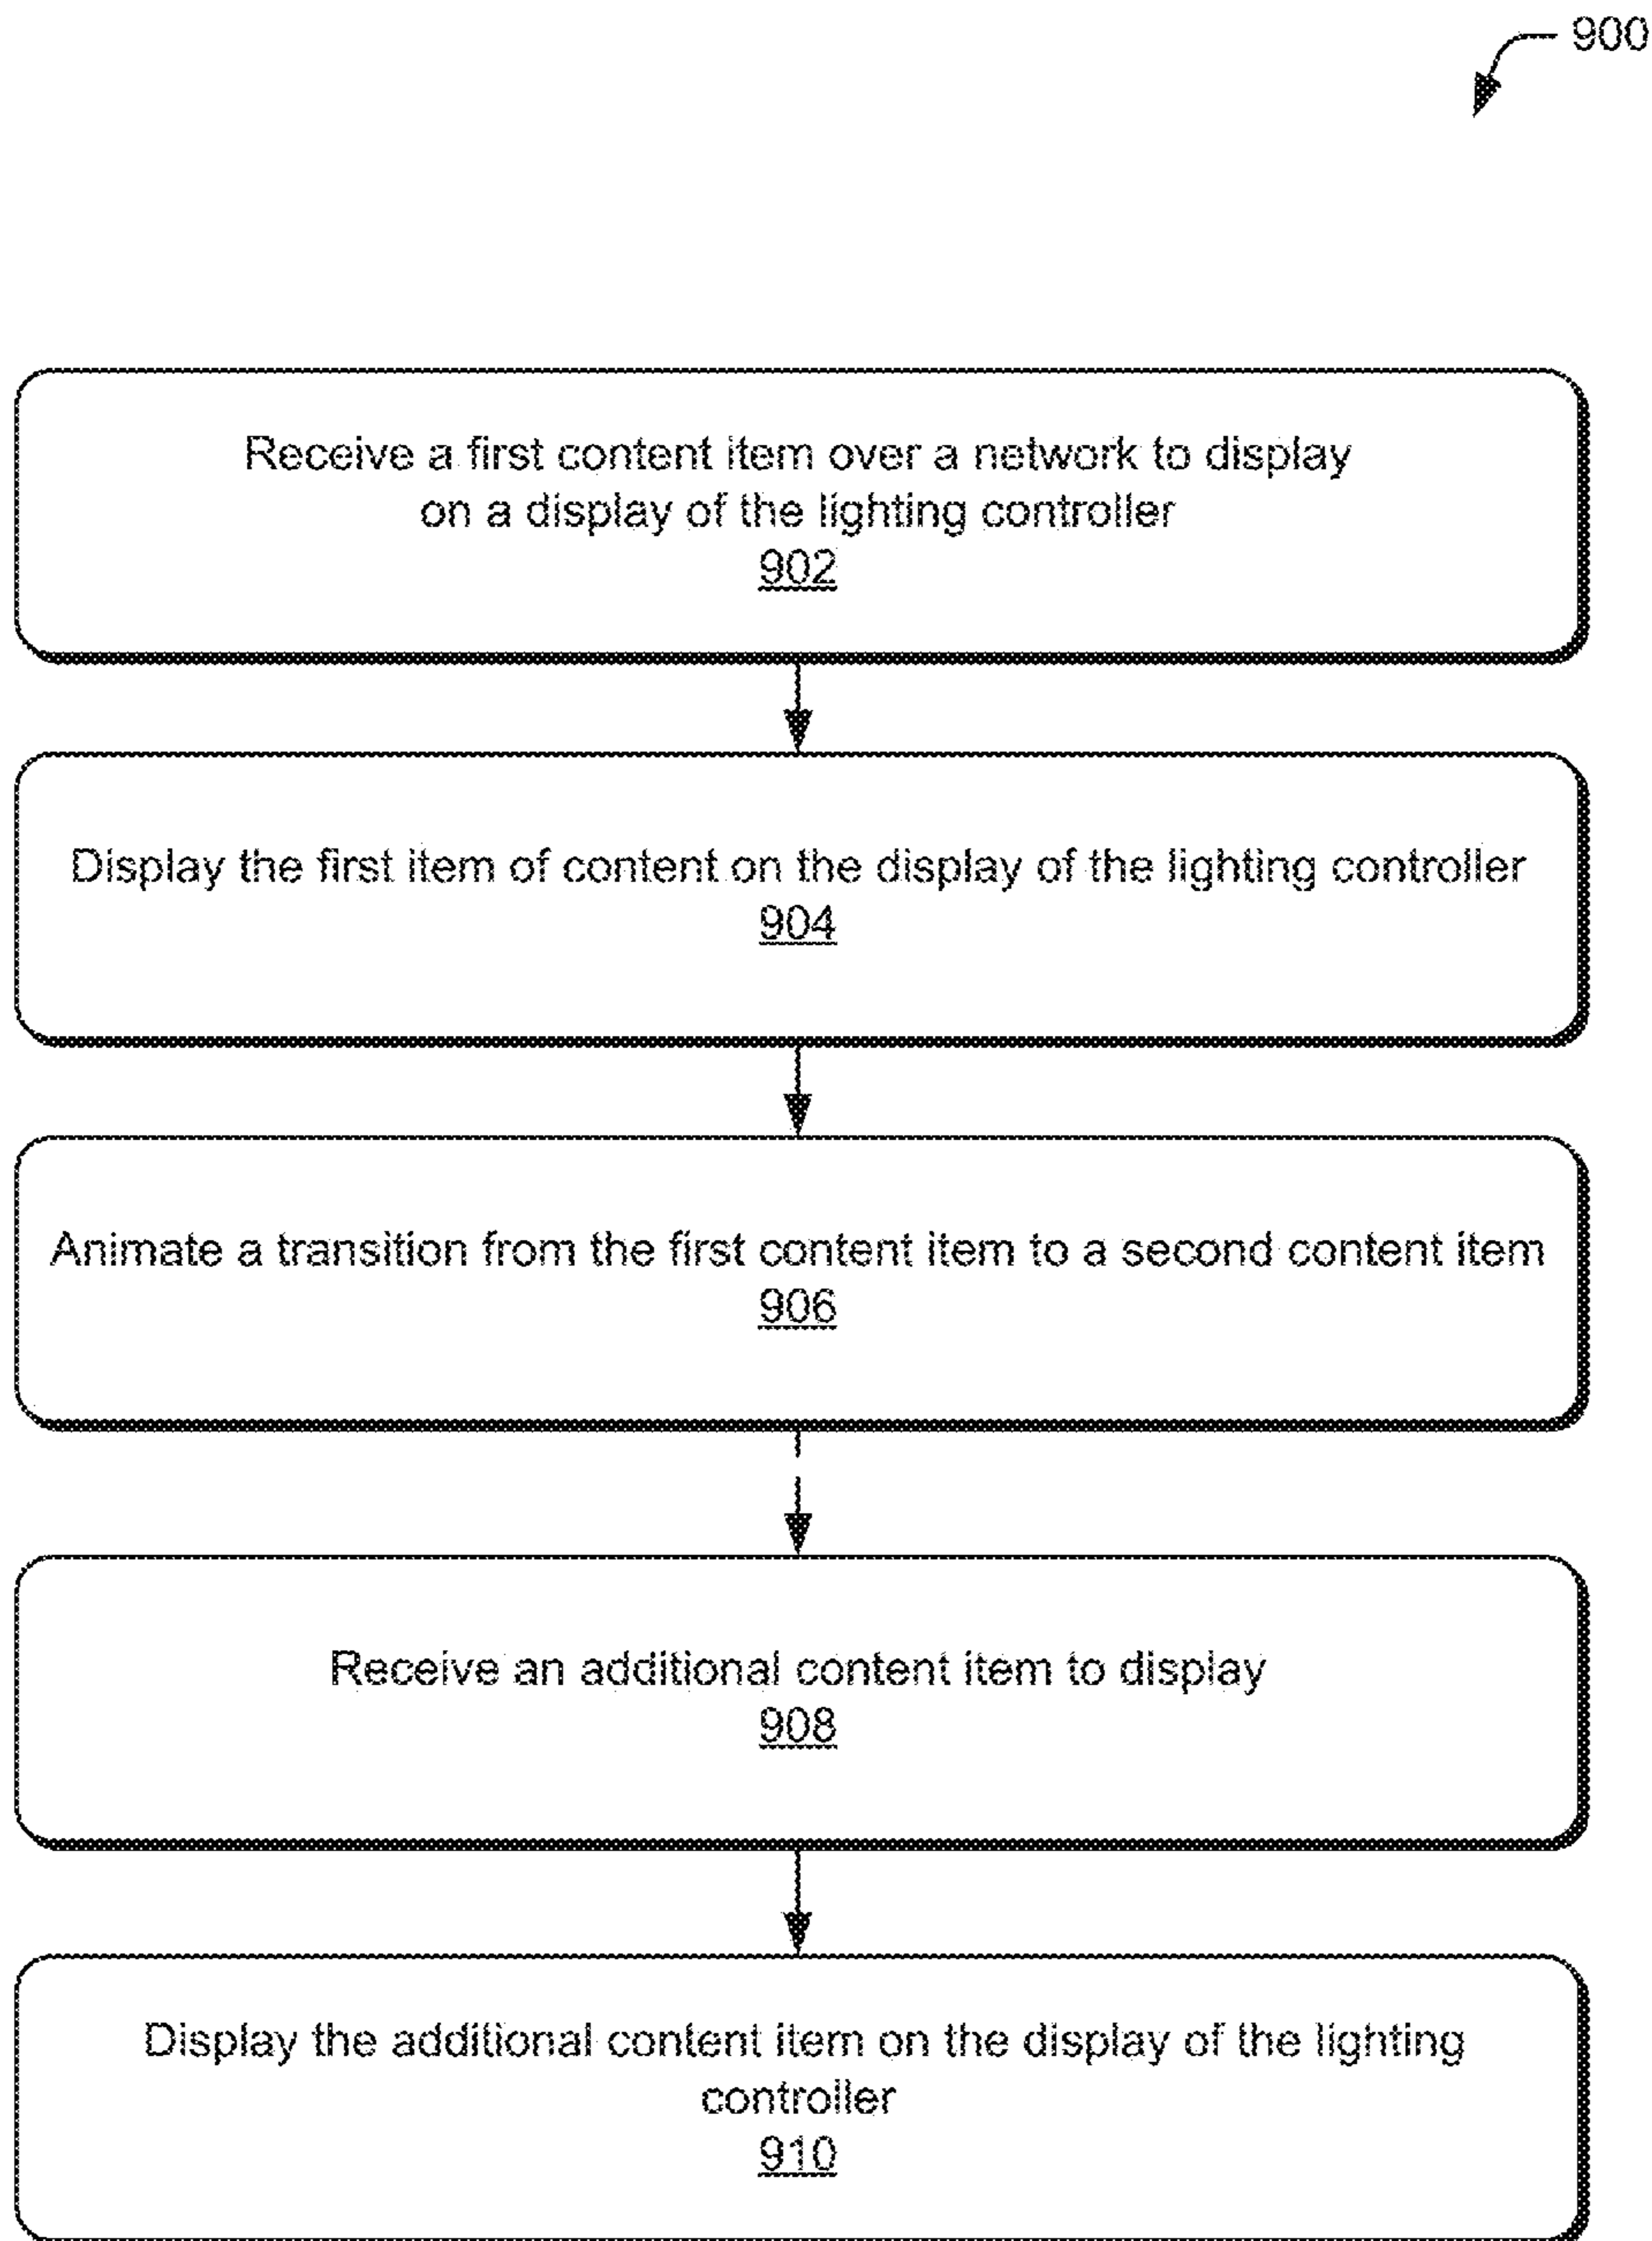 900
Receive a first content item over a network to display
on a display of the lighting controller
902
Display the first item of content on the display of the lighting controller
904
Animate a transition from the first content item to a second content item
906
Receive an additional content item to display
908
Display the additional content item on the display of the lighting
controller
910